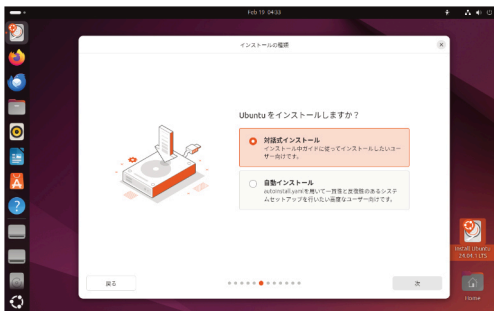 Feb 19 04:33
インストールの種類
Ubuntu をインストールしますか？
対話式インストール
インストール中ガイドに従ってインストールしたいユー
ザー向けです。
自動インストール
autoinstall.yamlを用いて一貫性と反復性のあるシステ
ムセットアップを行いたい高度なユーザー向けです。
戻る
次
Install Ubuntu
24.04.1 LTS
Home